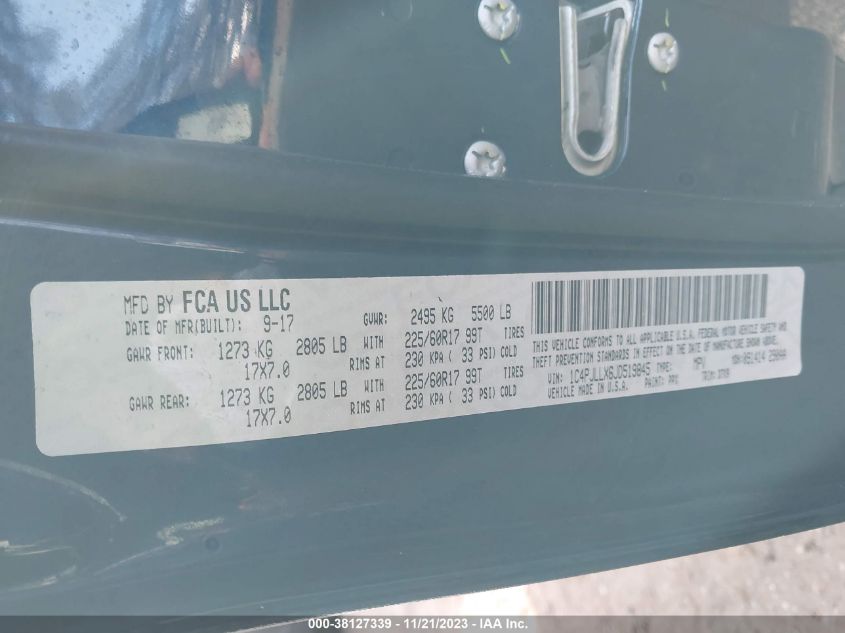 MFD BY FCA US LLC
DATE OF MFR(BUILT): 9-17 GVWR: 2495 KG 5500 LB
GAWR FRONT: 1273 KG 2805 LB WITH 225/60R17 99T TIRES
17X7.0 RIMS AT 230 KPA ( 33 PSI) COLD
GAWR REAR: 1273 KG 2805 LB WITH 225/60R17 99T TIRES
17X7.0 RIMS AT 230 KPA ( 33 PSI) COLD
THIS VEHICLE CONFORMS TO ALL APPLICABLE U.S.A. FEDERAL MOTOR VEHICLE SAFETY AND
THEFT PREVENTION STANDARDS IN EFFECT ON THE DATE OF MANUFACTURE SHOWN ABOVE.
VIN: 1C4PJLLX6JD519845 TYPE: MPV MDH:
VEHICLE MADE IN U.S.A. PAINT: TRIM:
000-38127339 - 11/21/2023 - IAA Inc.